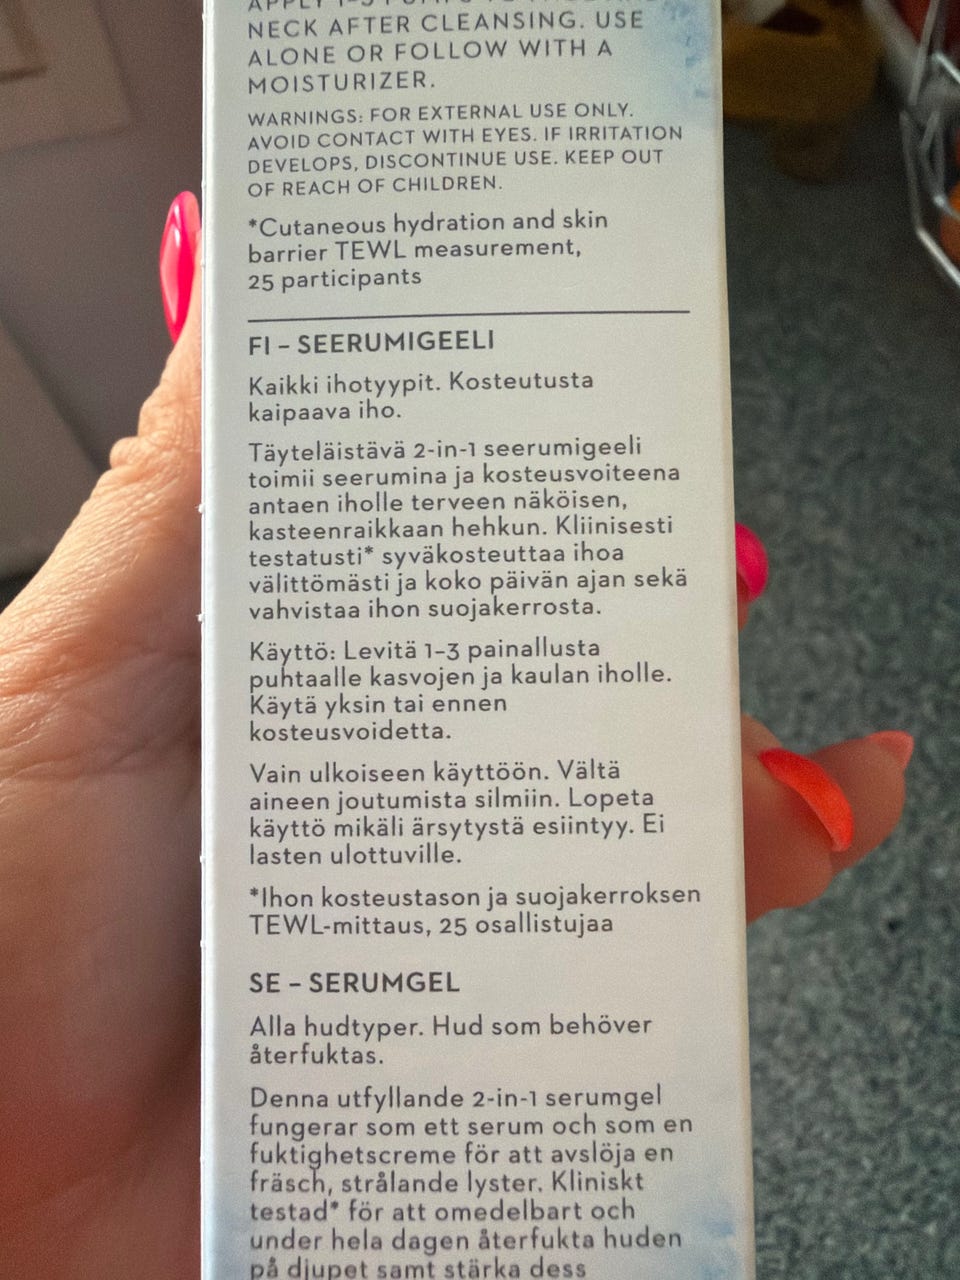 APPLY 1-3 PUMPS TO
NECK AFTER CLEANSING. USE
ALONE OR FOLLOW WITH A
MOISTURIZER.
WARNINGS: FOR EXTERNAL USE ONLY.
AVOID CONTACT WITH EYES. IF IRRITATION
DEVELOPS, DISCONTINUE USE. KEEP OUT
OF REACH OF CHILDREN.
*Cutaneous hydration and skin
barrier TEWL measurement,
25 participants
FI – SEERUMIGEELI
Kaikki ihotyypit. Kosteutusta
kaipaava iho.
Täyteläistävä 2-in-1 seerumigeeli
toimii seerumina ja kosteusvoiteena
antaen iholle terveen näköisen,
kasteenraikkaan hehkun. Kliinisesti
testatusti* syväkosteuttaa ihoa
välittömästi ja koko päivän ajan sekä
vahvistaa ihon suojakerrosta.
Käyttö: Levitä 1–3 painallusta
puhtaalle kasvojen ja kaulan iholle.
Käytä yksin tai ennen
kosteusvoidetta.
Vain ulkoiseen käyttöön. Vältä
aineen joutumista silmiin. Lopeta
käyttö mikäli ärsytystä esiintyy. Ei
lasten ulottuville.
*Ihon kosteustason ja suojakerroksen
TEWL-mittaus, 25 osallistujaa
SE – SERUMGEL
Alla hudtyper. Hud som behöver
återfuktas.
Denna utfyllande 2-in-1 serumgel
fungerar som ett serum och som en
fuktighetscreme för att avslöja en
fräsch, strålande lyster. Kliniskt
testad* för att omedelbart och
under hela dagen återfukta huden
på djupet samt stärka dess